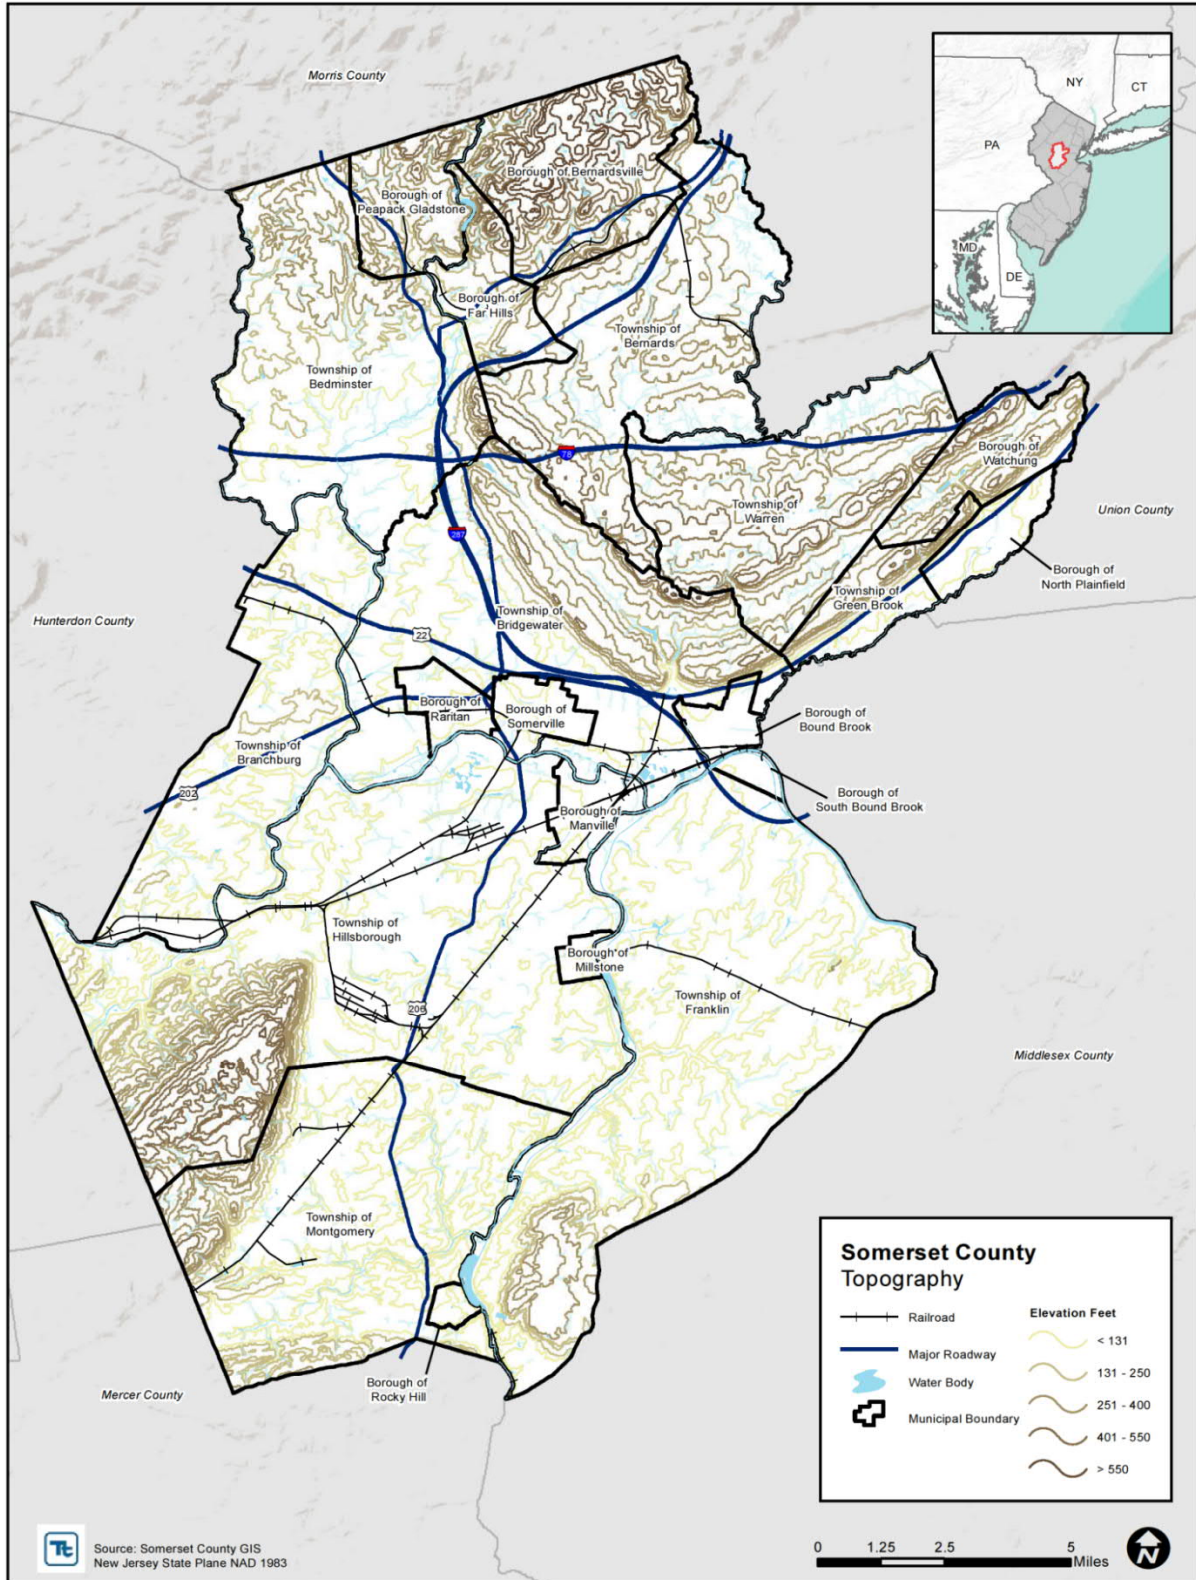 Morris County
NY
CT
PA
MD
DE
Borough of
Bernardsville
Borough of
Peapack Gladstone
Borough of
Far Hills
Township of
Bernards
Township of
Bedminster
78
Borough of
Watchung
Township of
Warren
Union County
287
Borough of
North Plainfield
Township of
Green Brook
Township of
Bridgewater
Hunterdon County
22
Borough of
Raritan
Borough of
Somerville
Borough of
Bound Brook
Township of
Branchburg
202
Borough of
South Bound Brook
Borough of
Manville
Township of
Hillsborough
Borough of
Millstone
Township of
Franklin
206
Middlesex County
Township of
Montgomery
Borough of
Rocky Hill
Mercer County
Somerset County
Topography
Railroad
Major Roadway
Water Body
Municipal Boundary
Elevation Feet
< 131
131 - 250
251 - 400
401 - 550
> 550
Tt
Source: Somerset County GIS
New Jersey State Plane NAD 1983
0 1.25 2.5 5
Miles
N